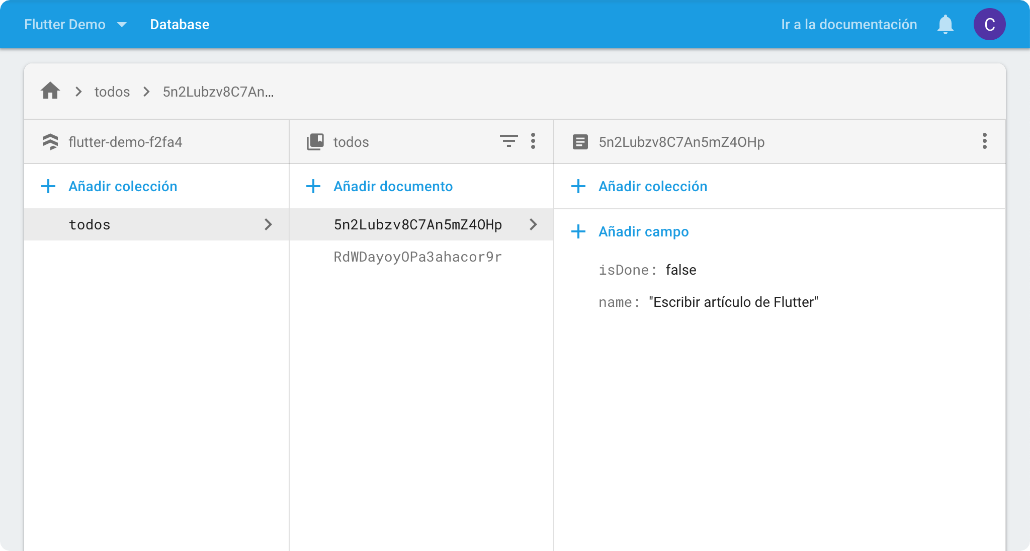 Flutter Demo Database Ir a la documentación C
todos 5n2Lubzv8C7An...
flutter-demo-f2fa4 todos 5n2Lubzv8C7An5mZ4OHp
Añadir colección Añadir documento Añadir colección
todos 5n2Lubzv8C7An5mZ4OHp Añadir campo
RdWDayoyOPa3ahacor9r
isDone: false
name: "Escribir artículo de Flutter"